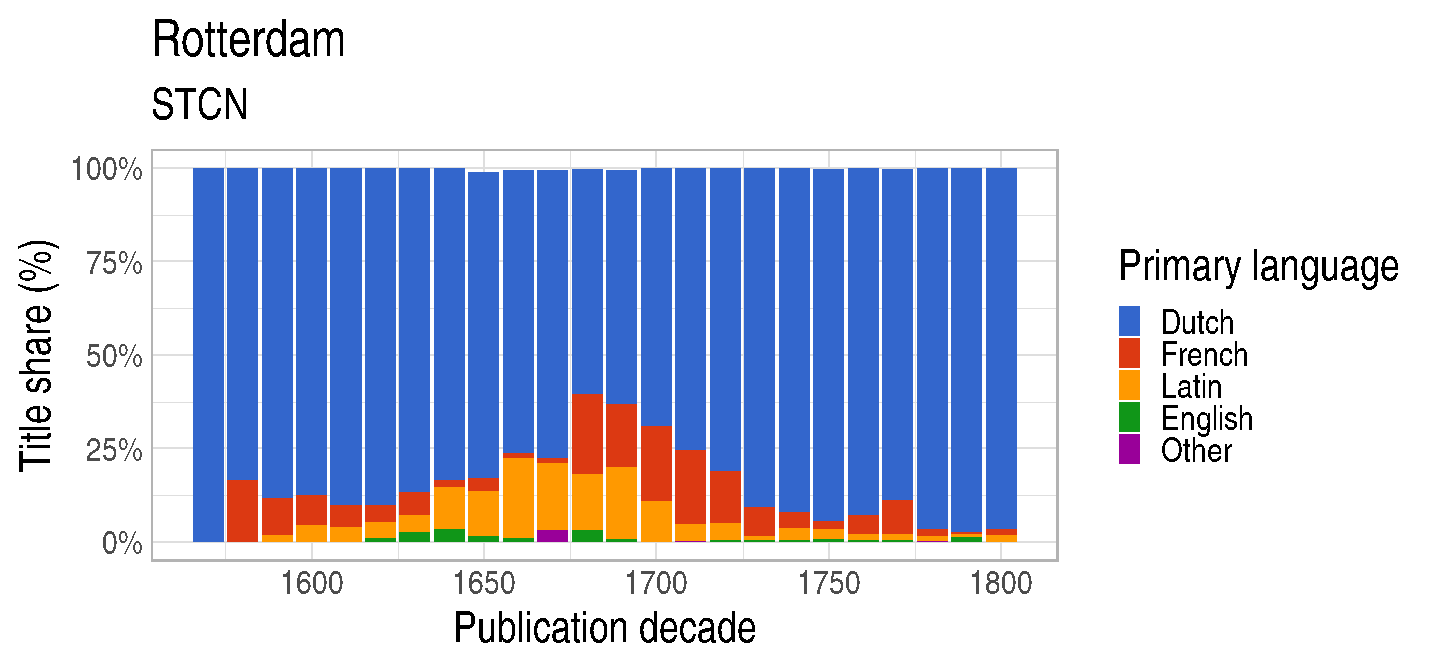 Rotterdam
STCN
Title share (%)
100%
75%
50%
25%
0%
1600 1650 1700 1750 1800
Publication decade
Primary language
Dutch
French
Latin
English
Other